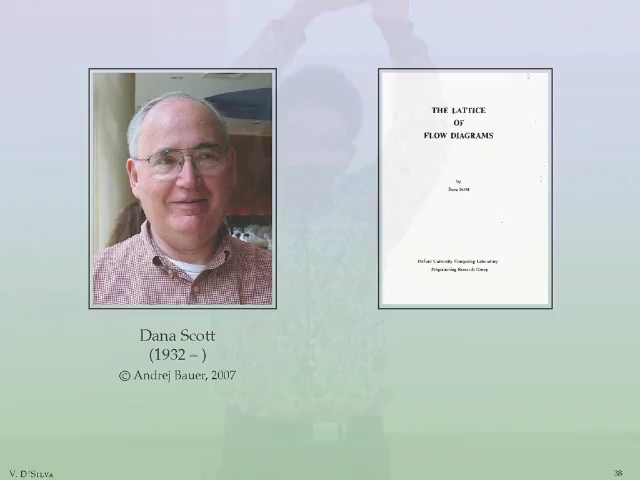 THE LATTICE
OF
FLOW DIAGRAMS
by
Dana Scott
Oxford University Computing Laboratory
Programming Research Group
Dana Scott
(1932 – )
© Andrej Bauer, 2007
V. D'Silva
38